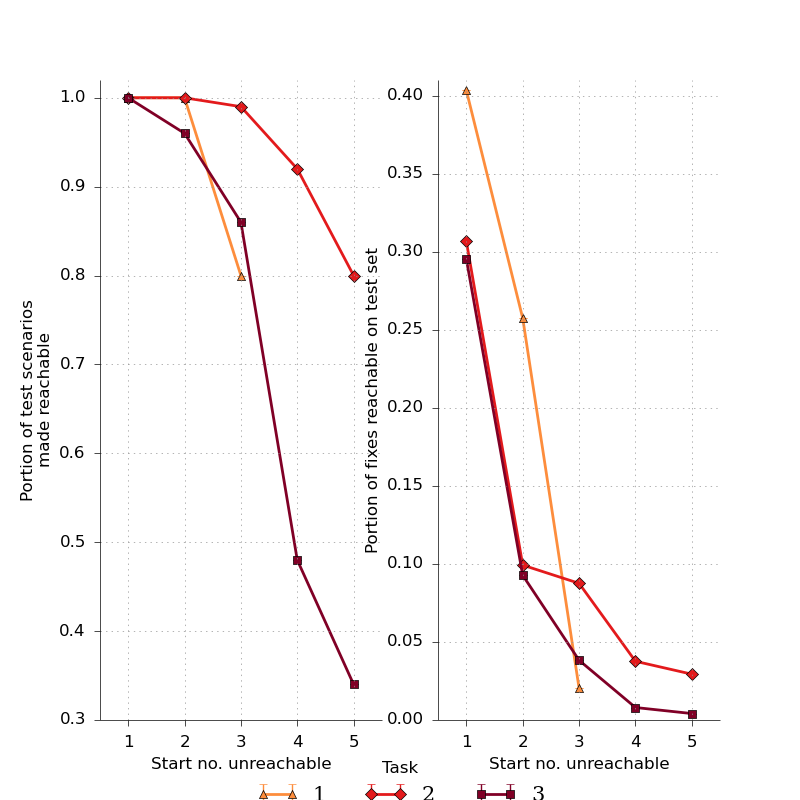 Portion of test scenarios
made reachable
1.0
0.9
0.8
0.7
0.6
0.5
0.4
0.3
1 2 3 4 5
Start no. unreachable
Portion of fixes reachable on test set
0.40
0.35
0.30
0.25
0.20
0.15
0.10
0.05
0.00
1 2 3 4 5
Start no. unreachable
Task
1 2 3